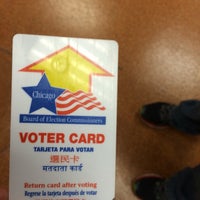 Chicago
Board of Election Commissioners
VOTER CARD
TARJETA PARA VOTAR
選民卡
मतदाता कार्ड
Return card after voting
Regrese la tarjeta después de votar